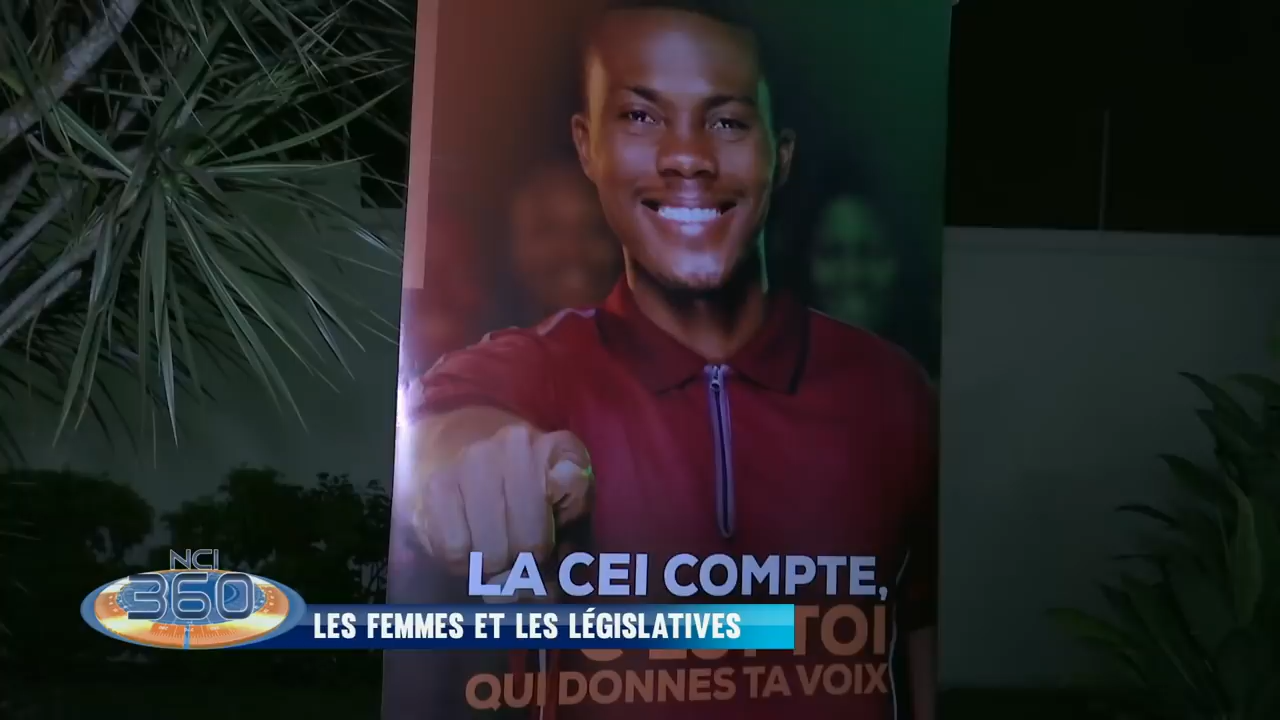 LA CEI COMPTE,
TOI
QUI DONNES TA VOIX
NCI
360
LES FEMMES ET LES LÉGISLATIVES